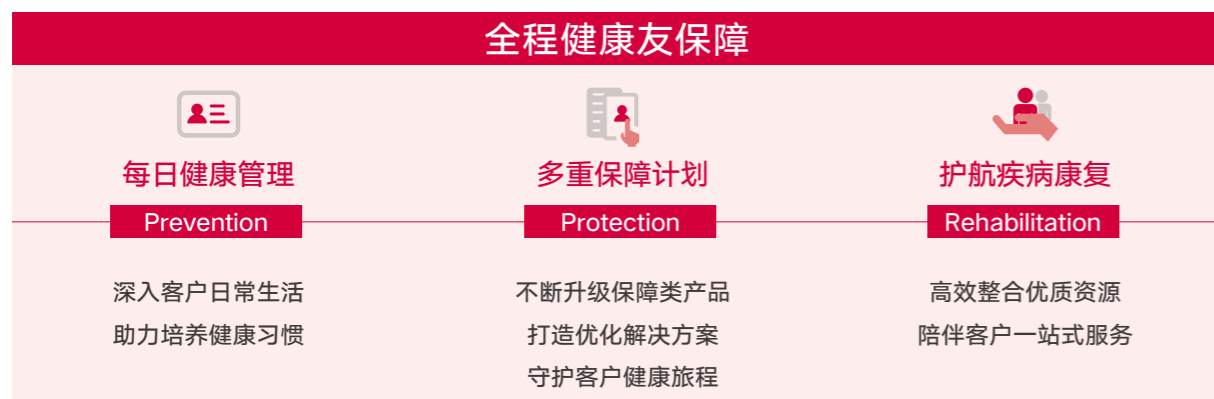 全程健康友保障
每日健康管理
Prevention
深入客户日常生活
助力培养健康习惯
多重保障计划
Protection
不断升级保障类产品
打造优化解决方案
守护客户健康旅程
护航疾病康复
Rehabilitation
高效整合优质资源
陪伴客户一站式服务